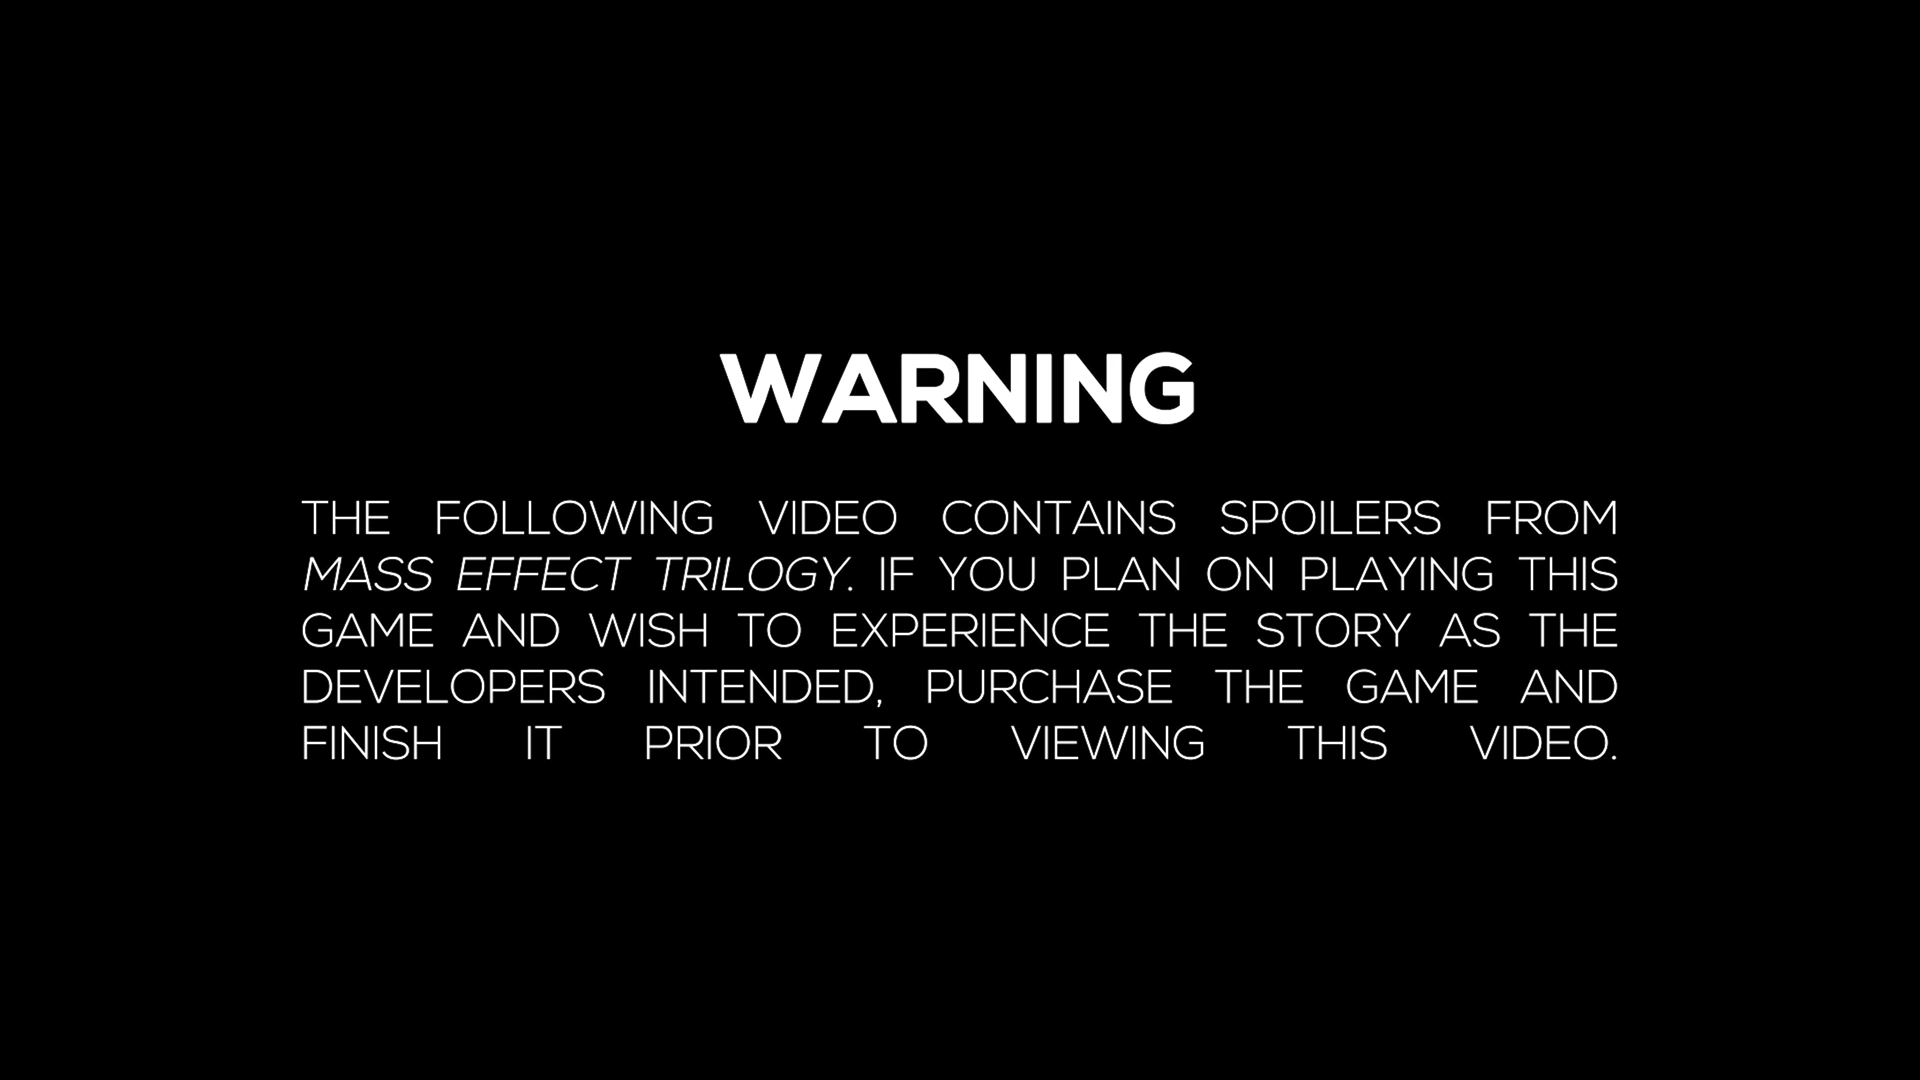 WARNING
THE FOLLOWING VIDEO CONTAINS SPOILERS FROM
MASS EFFECT TRILOGY. IF YOU PLAN ON PLAYING THIS
GAME AND WISH TO EXPERIENCE THE STORY AS THE
DEVELOPERS INTENDED, PURCHASE THE GAME AND
FINISH IT PRIOR TO VIEWING THIS VIDEO.